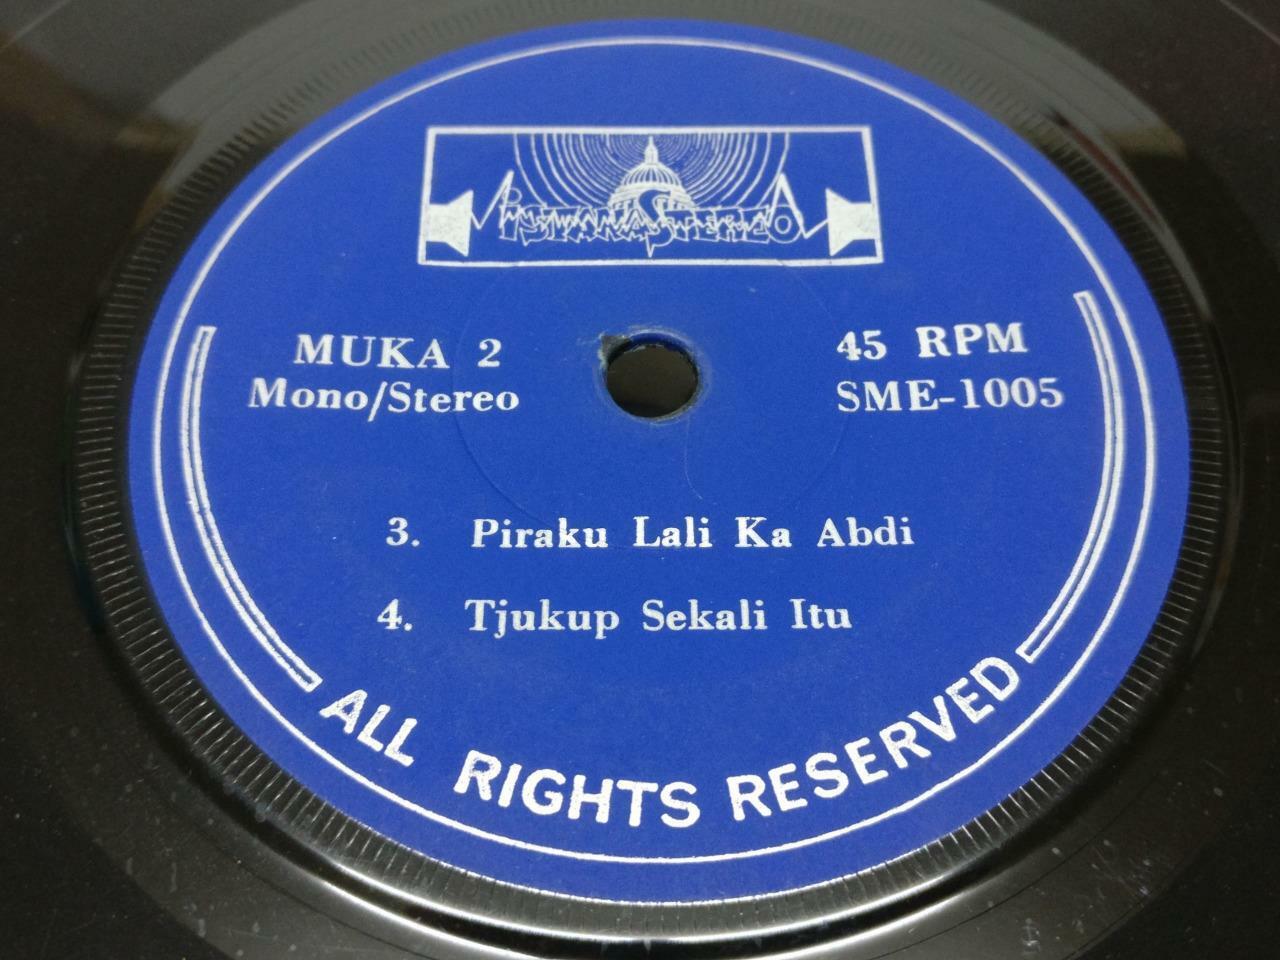 iSTANASTEREO
MUKA 2
Mono/Stereo
45 RPM
SME-1005
3. Piraku Lali Ka Abdi
4. Tjukup Sekali Itu
ALL RIGHTS RESERVED